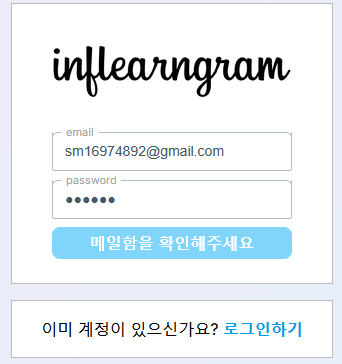 inflearngram
email
sm16974892@gmail.com
password
••••••
메일함을 확인해주세요
이미 계정이 있으신가요? 로그인하기